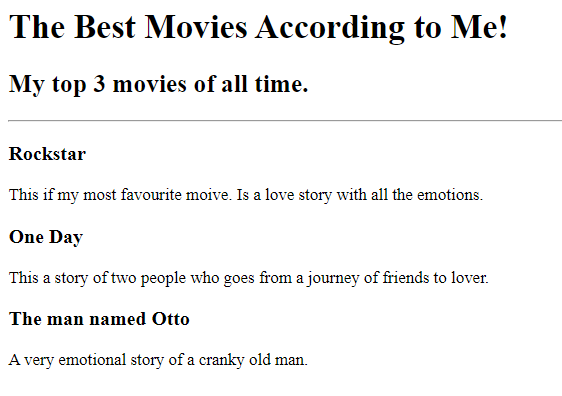 The Best Movies According to Me!
My top 3 movies of all time.
Rockstar
This if my most favourite moive. Is a love story with all the emotions.
One Day
This a story of two people who goes from a journey of friends to lover.
The man named Otto
A very emotional story of a cranky old man.